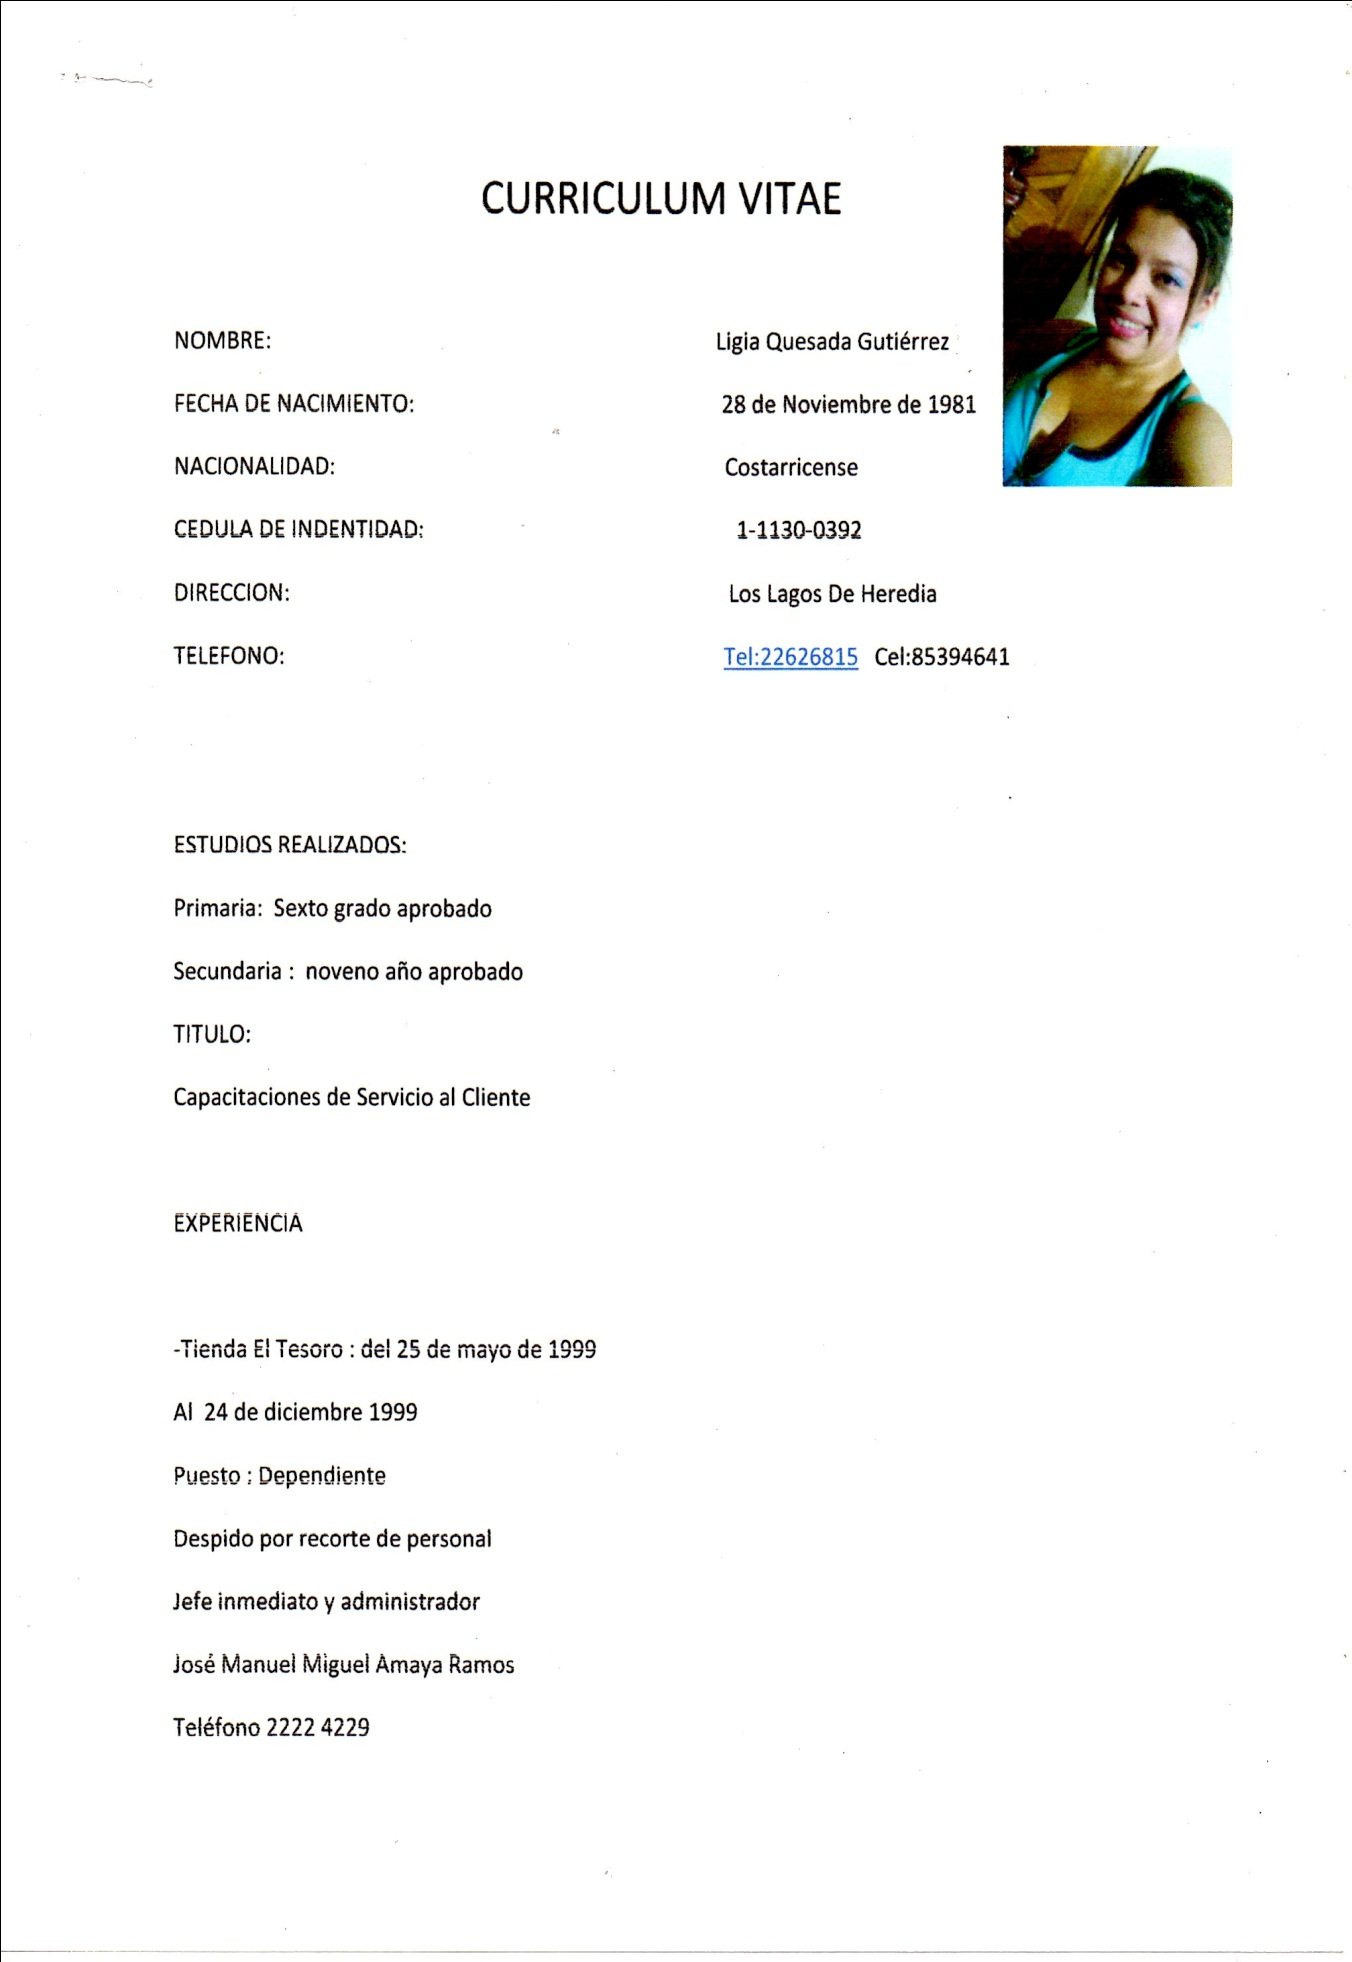 CURRICULUM VITAE
NOMBRE: Ligia Quesada Gutiérrez
FECHA DE NACIMIENTO: 28 de Noviembre de 1981
NACIONALIDAD: Costarricense
CEDULA DE INDENTIDAD: 1-1130-0392
DIRECCION: Los Lagos De Heredia
TELEFONO: Tel:22626815 Cel:85394641
ESTUDIOS REALIZADOS:
Primaria: Sexto grado aprobado
Secundaria : noveno año aprobado
TITULO:
Capacitaciones de Servicio al Cliente
EXPERIENCIA
-Tienda El Tesoro : del 25 de mayo de 1999
Al 24 de diciembre 1999
Puesto : Dependiente
Despido por recorte de personal
Jefe inmediato y administrador
José Manuel Miguel Amaya Ramos
Teléfono 2222 4229